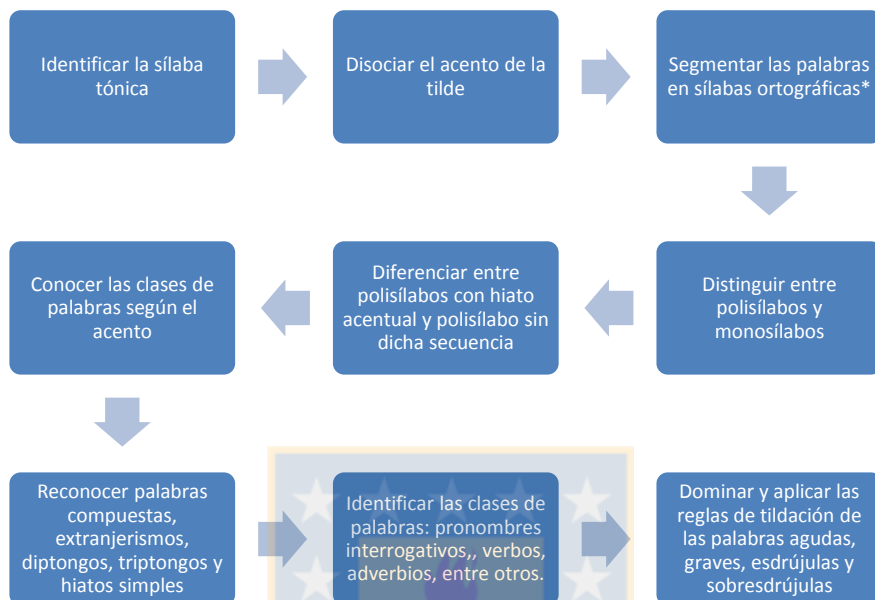 Identificar la sílaba
tónica
Disociar el acento de la
tilde
Segmentar las palabras
en sílabas ortográficas*
Distinguir entre
polisílabos y
monosílabos
Diferenciar entre
polisílabos con hiato
acentual y polisílabo sin
dicha secuencia
Conocer las clases de
palabras según el
acento
Reconocer palabras
compuestas,
extranjerismos,
diptongos, triptongos y
hiatos simples
Identificar las clases de
palabras: pronombres
interrogativos,, verbos,
adverbios, entre otros.
Dominar y aplicar las
reglas de tildación de
las palabras agudas,
graves, esdrújulas y
sobresdrújulas